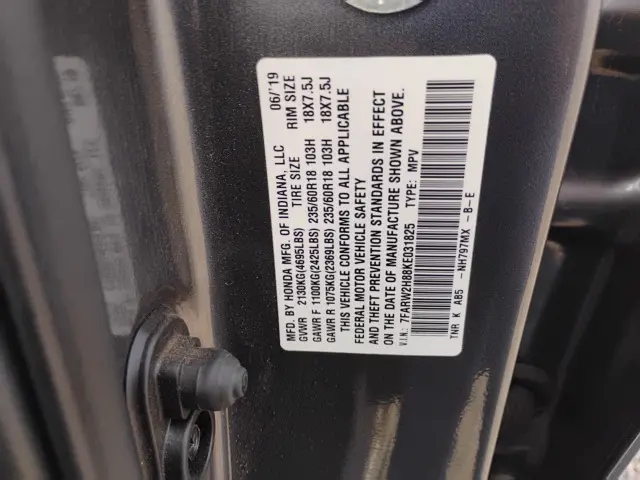 MFD. BY HONDA MFG. OF INDIANA, LLC 06/'19
GVWR 2130KG(4695LBS) TIRE SIZE RIM SIZE
GAWR F 1100KG(2425LBS) 235/60R18 103H 18X7.5J
GAWR R 1075KG(2369LBS) 235/60R18 103H 18X7.5J
THIS VEHICLE CONFORMS TO ALL APPLICABLE
FEDERAL MOTOR VEHICLE SAFETY
AND THEFT PREVENTION STANDARDS IN EFFECT
ON THE DATE OF MANUFACTURE SHOWN ABOVE.
V.I.N.: 7FARW2H88KE031825 TYPE: MPV
TNR K AB5 -NH797MX -B-E